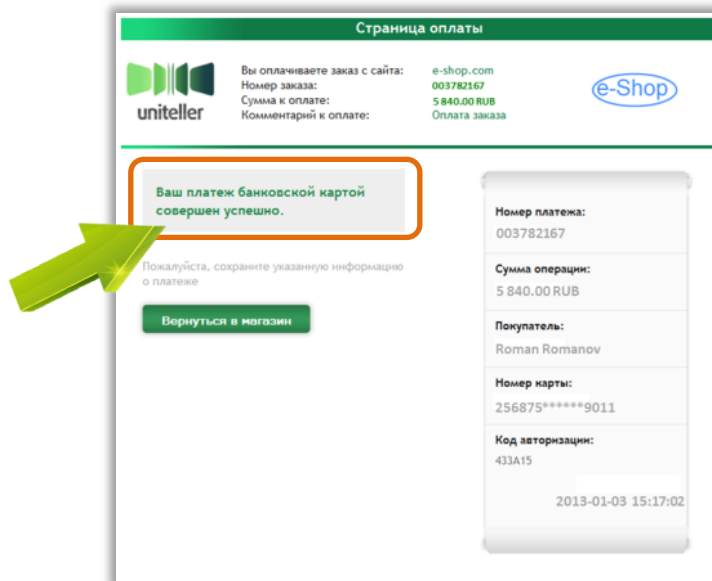 Страница оплаты
uniteller
Вы оплачиваете заказ с сайта: e-shop.com
Номер заказа: 003782167
Сумма к оплате: 5 840.00 RUB
Комментарий к оплате: Оплата заказа
e-Shop
Ваш платеж банковской картой
совершен успешно.
Пожалуйста, сохраните указанную информацию
о платеже
Вернуться в магазин
Номер платежа:
003782167
Сумма операции:
5 840.00 RUB
Покупатель:
Roman Romanov
Номер карты:
256875******9011
Код авторизации:
433A15
2013-01-03 15:17:02